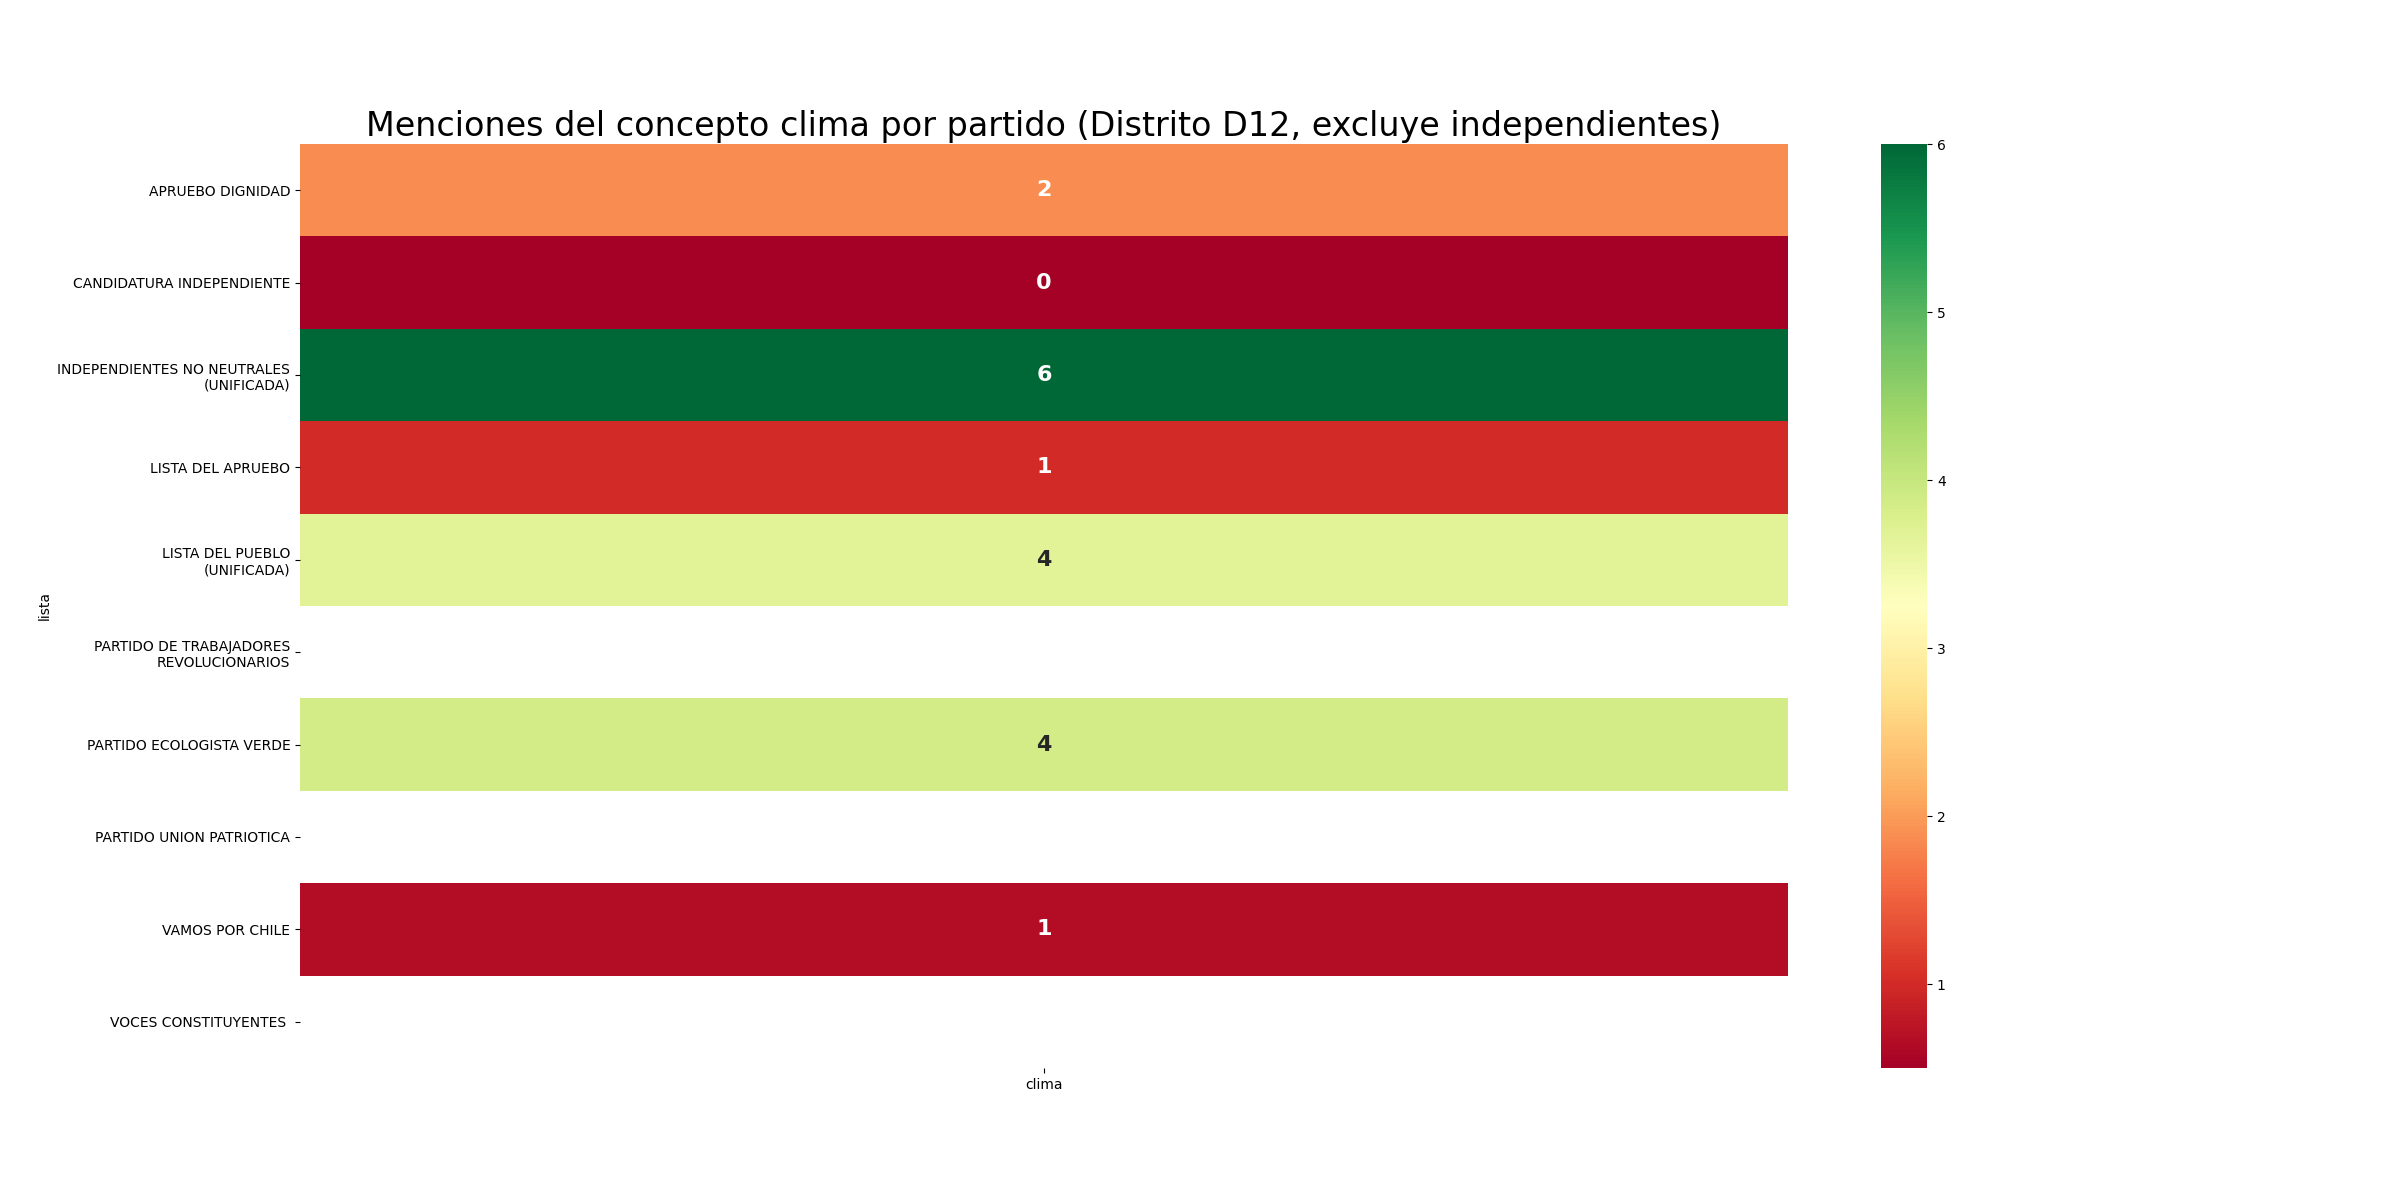 Menciones del concepto clima por partido (Distrito D12, excluye independientes)
APRUEBO DIGNIDAD
2
CANDIDATURA INDEPENDIENTE
0
INDEPENDIENTES NO NEUTRALES
(UNIFICADA)
6
LISTA DEL APRUEBO
1
LISTA DEL PUEBLO
(UNIFICADA)
4
PARTIDO DE TRABAJADORES
REVOLUCIONARIOS
PARTIDO ECOLOGISTA VERDE
4
PARTIDO UNION PATRIOTICA
VAMOS POR CHILE
1
VOCES CONSTITUYENTES
lista
clima
6
5
4
3
2
1